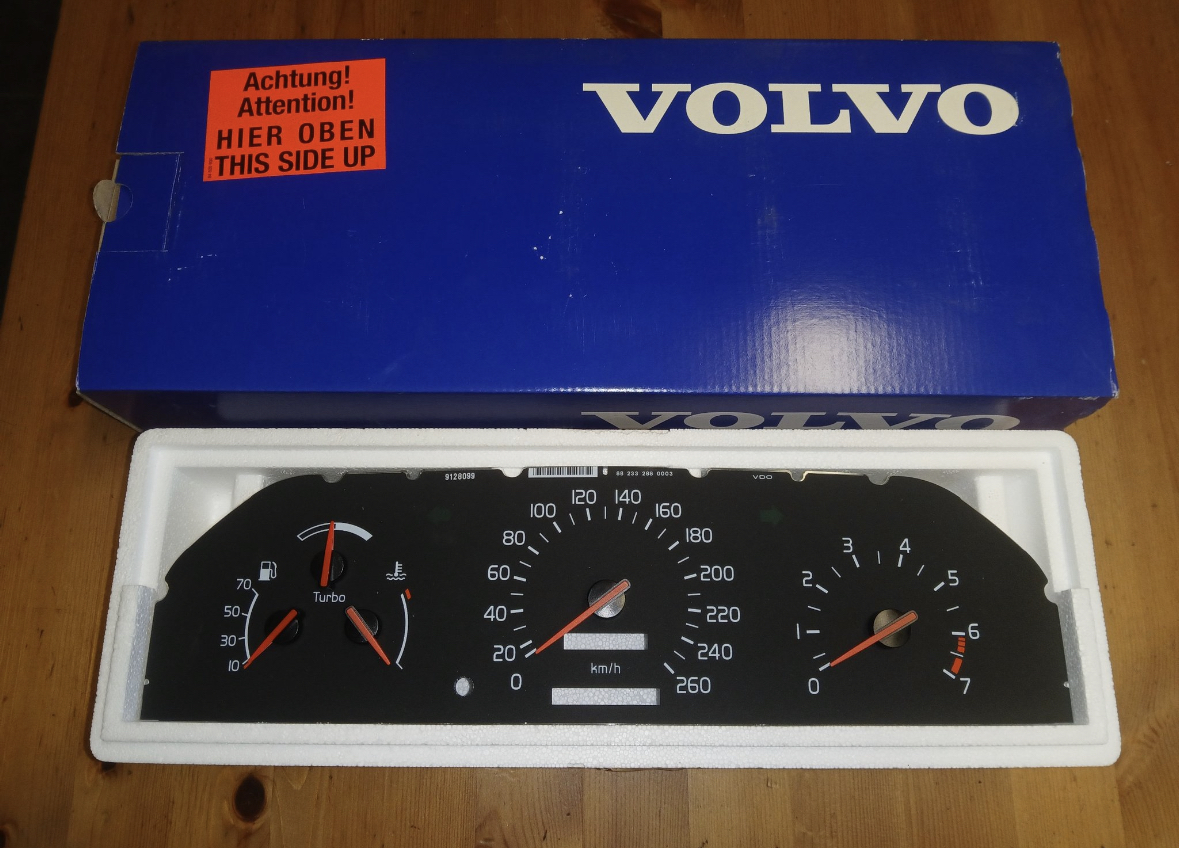 Achtung!
Attention!
HIER OBEN
THIS SIDE UP
VOLVO
VOLVO
9128099
VDO
120 140
100 160
80 180
60 200
40 220
20 240
0 260
km/h
70
50
30
10
Turbo
3 4
2 5
1 6
0 7